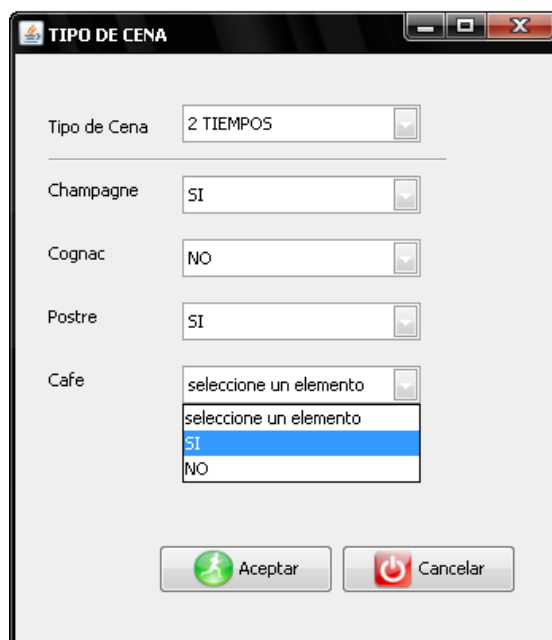 TIPO DE CENA
Tipo de Cena 2 TIEMPOS
Champagne SI
Cognac NO
Postre SI
Cafe seleccione un elemento
seleccione un elemento
SI
NO
Aceptar Cancelar